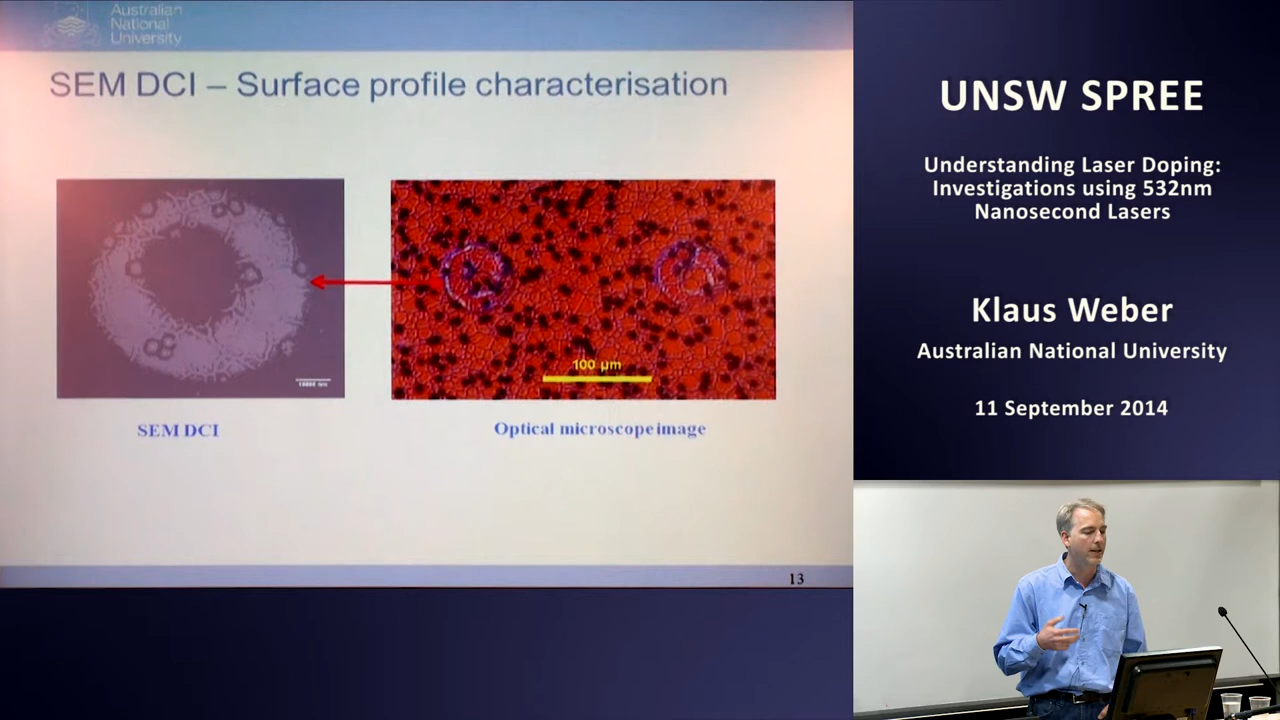 Australian
National
University
SEM DCI – Surface profile characterisation
100 µm
SEM DCI
Optical microscope image
13
UNSW SPREE
Understanding Laser Doping:
Investigations using 532nm
Nanosecond Lasers
Klaus Weber
Australian National University
11 September 2014